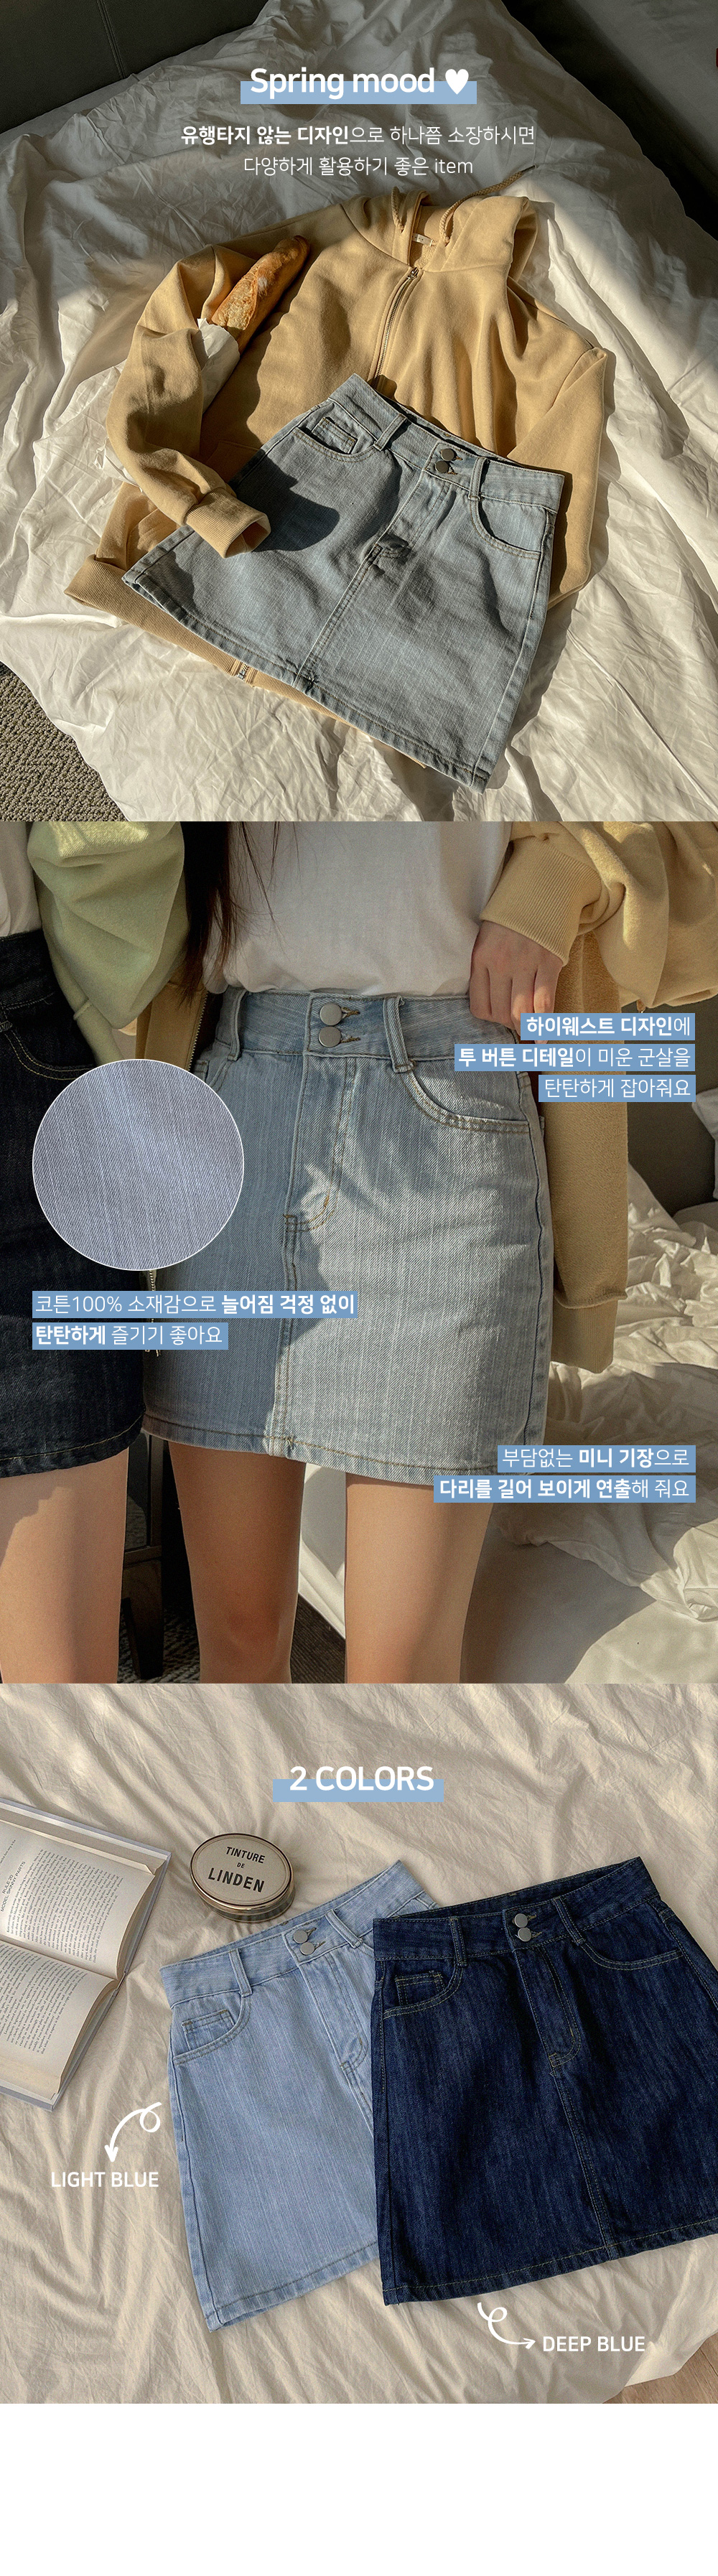 Spring mood ♥
유행타지 않는 디자인으로 하나쯤 소장하시면
다양하게 활용하기 좋은 item
하이웨스트 디자인에
투 버튼 디테일이 미운 군살을
탄탄하게 잡아줘요
코튼100% 소재감으로 늘어짐 걱정 없이
탄탄하게 즐기기 좋아요
부담없는 미니 기장으로
다리를 길어 보이게 연출해 줘요
2 COLORS
TINTURE
DE
LINDEN
LIGHT BLUE
DEEP BLUE